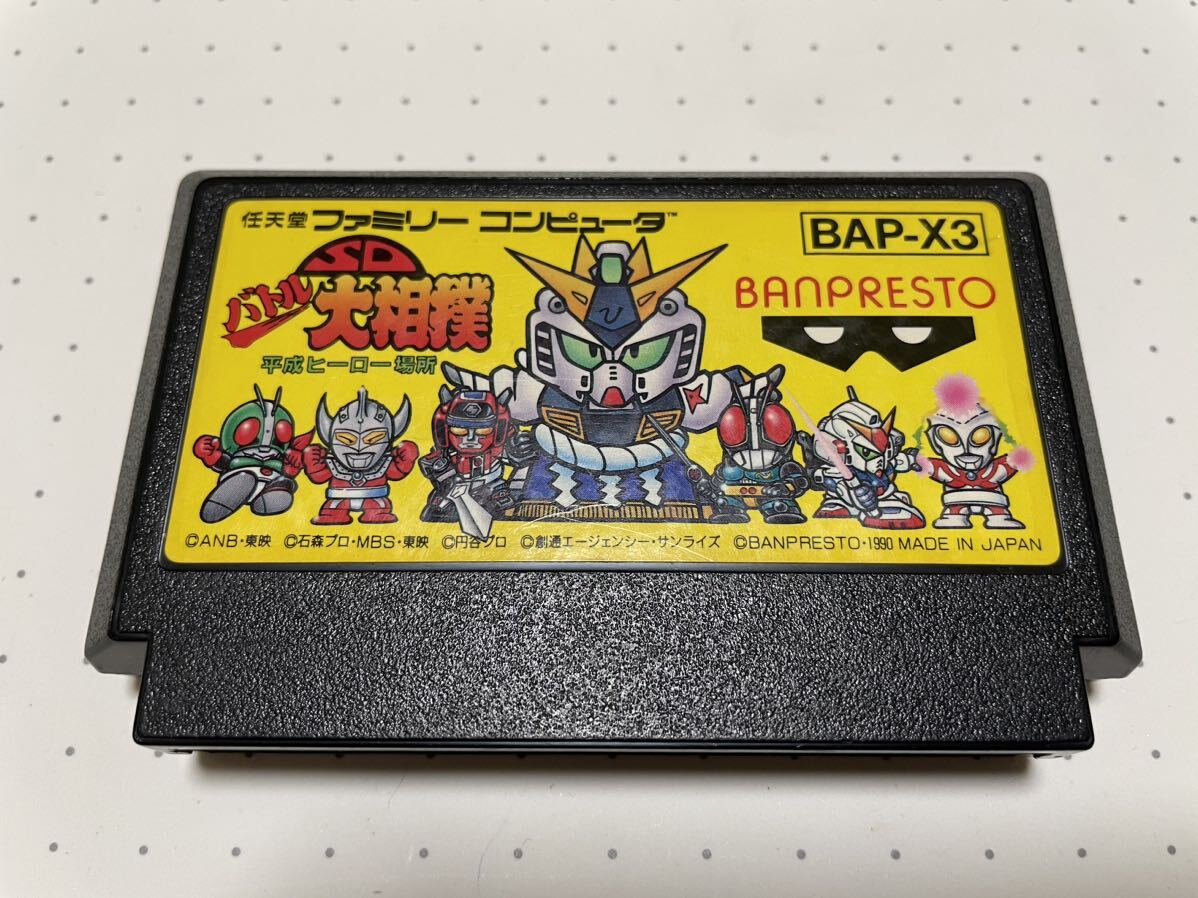 任天堂 ファミリー コンピュータ™
BAP-X3
SD
バトル
大相撲
平成ヒーロー場所
BANPRESTO
©ANB・東映 ©石森プロ・MBS・東映 ©円谷プロ ©創通エージェンシー・サンライズ ©BANPRESTO・1990 MADE IN JAPAN